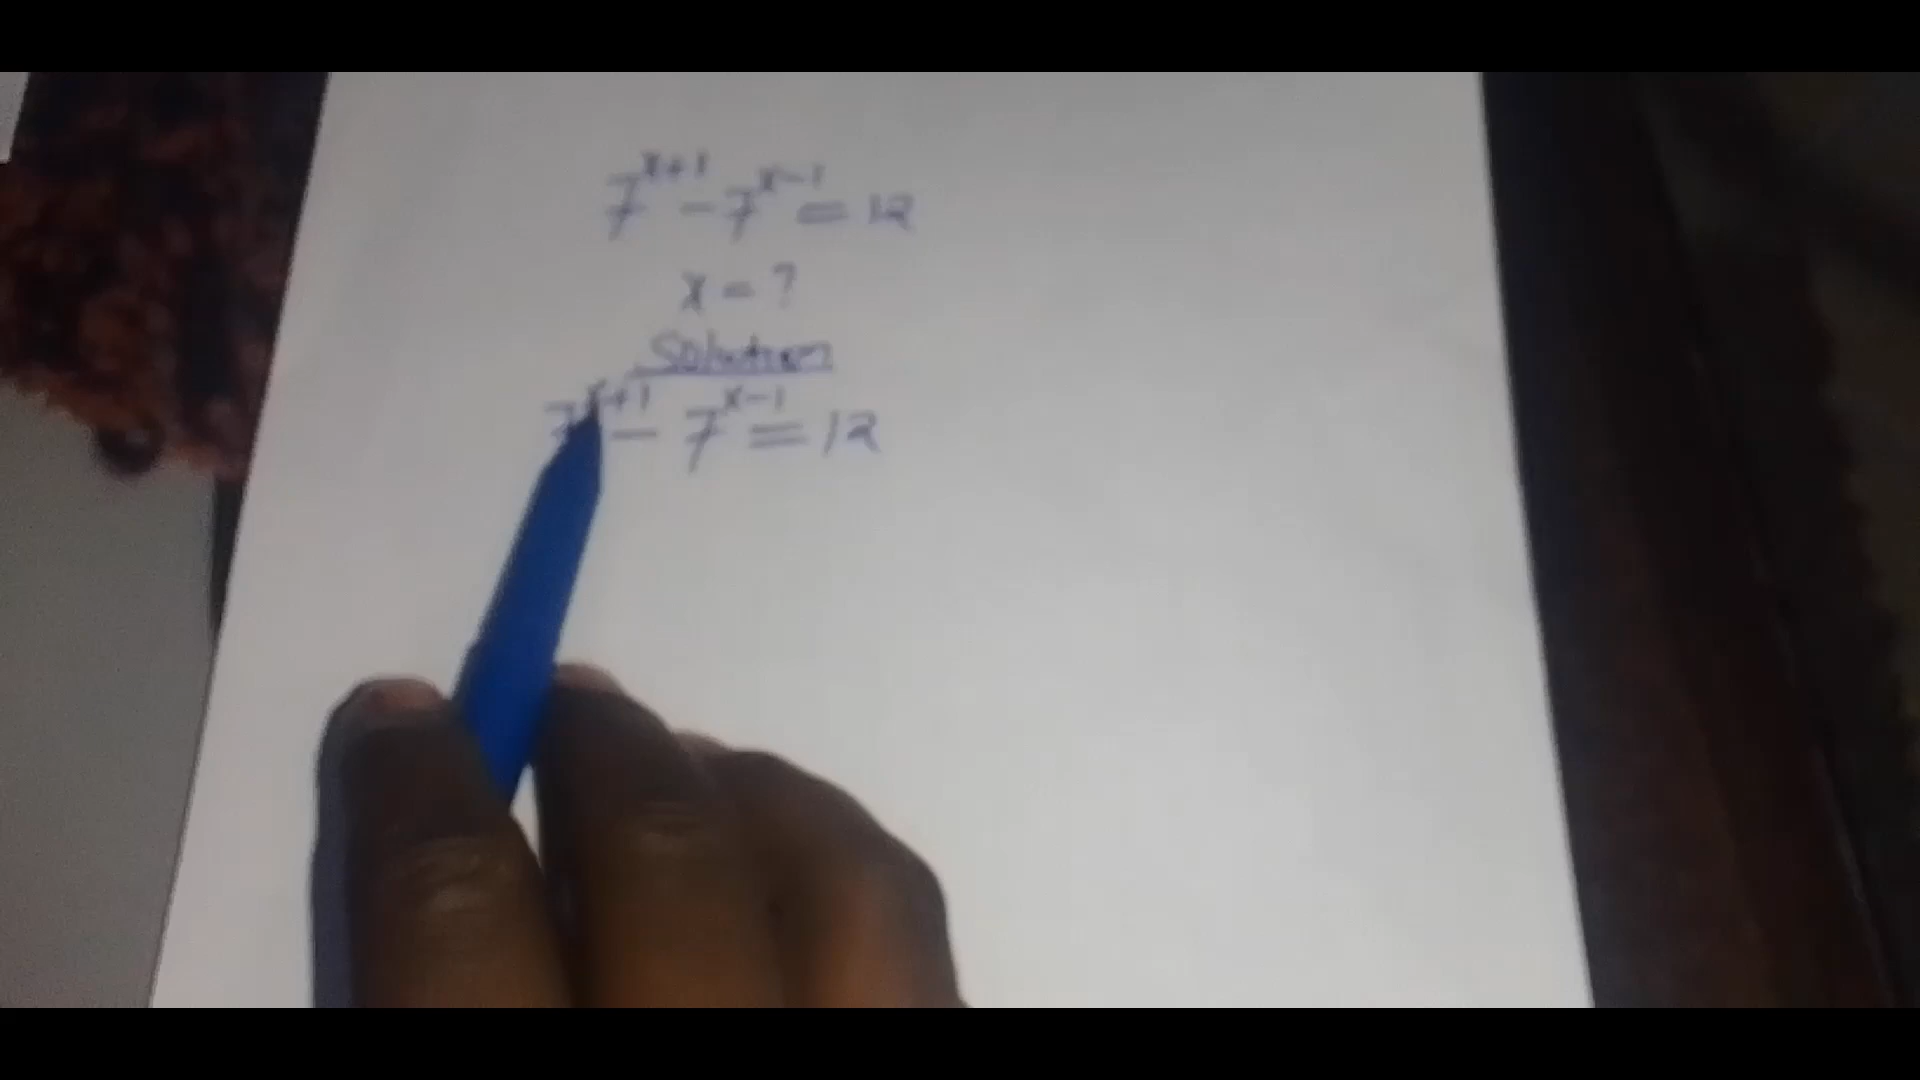 7^{x+1} - 7^{x-1} = 12
x = ?
Solution
7^{x+1} - 7^{x-1} = 12